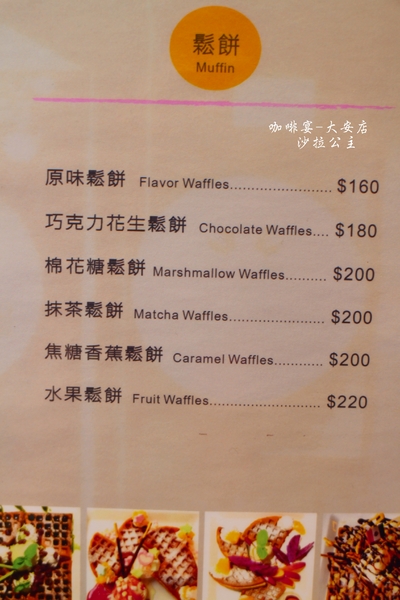 鬆餅
Muffin
咖啡宴-大安店
沙拉公主
原味鬆餅 Flavor Waffles........................ $160
巧克力花生鬆餅 Chocolate Waffles.... $180
棉花糖鬆餅 Marshmallow Waffles......... $200
抹茶鬆餅 Matcha Waffles...................... $200
焦糖香蕉鬆餅 Caramel Waffles........... $200
水果鬆餅 Fruit Waffles.......................... $220